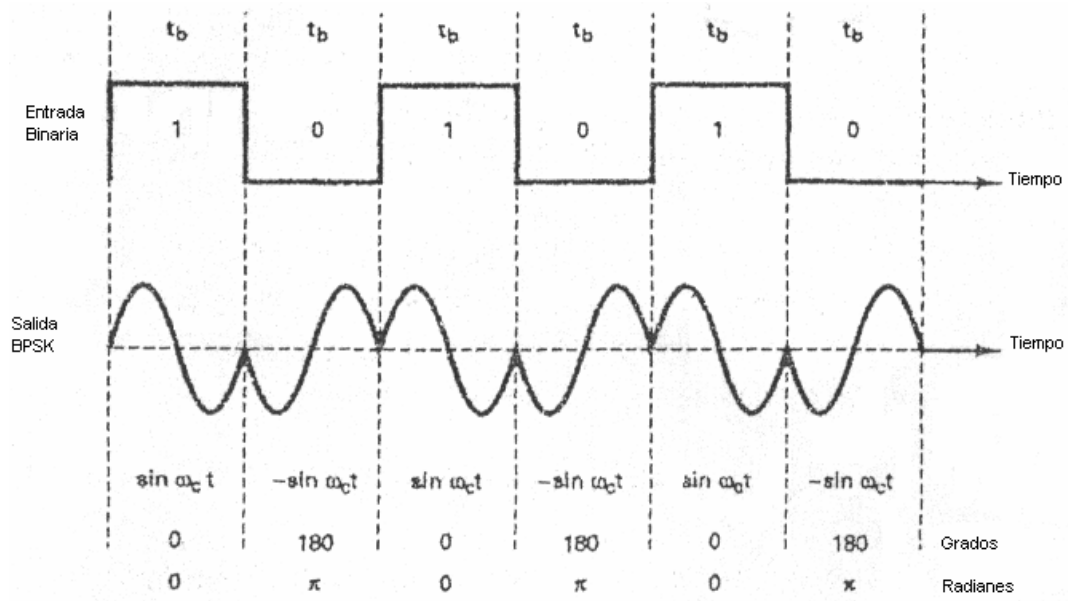 t_b t_b t_b t_b t_b t_b
Entrada
Binaria
1 0 1 0 1 0
Tiempo
Salida
BPSK
Tiempo
sin ω_c t -sin ω_c t sin ω_c t -sin ω_c t sin ω_c t -sin ω_c t
0 180 0 180 0 180 Grados
0 π 0 π 0 π Radianes